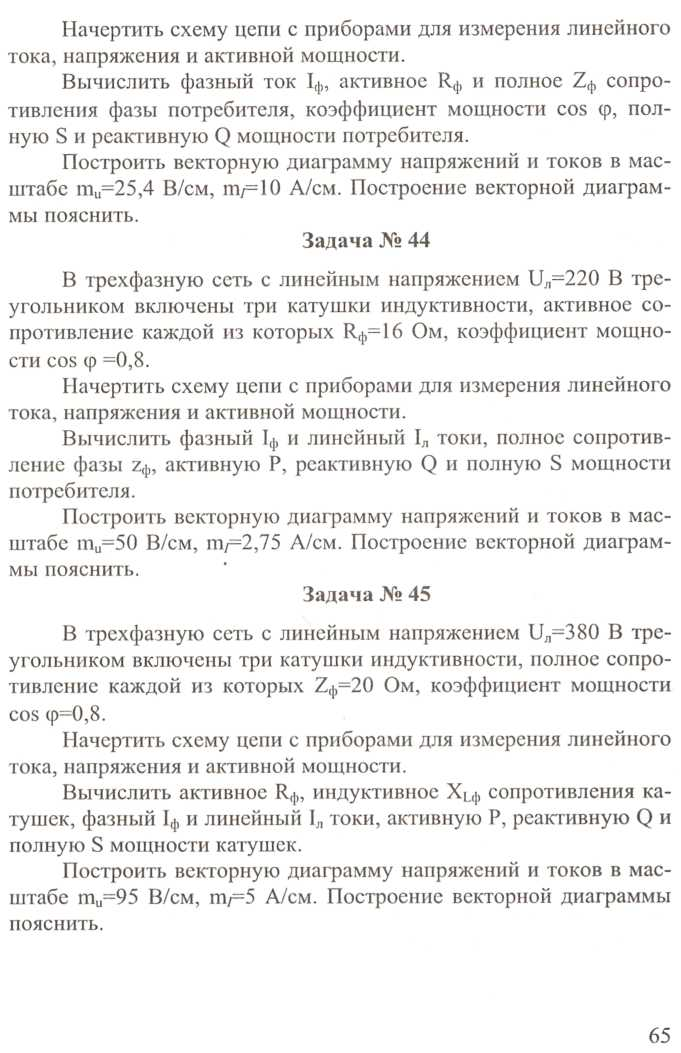 Начертить схему цепи с приборами для измерения линейного
тока, напряжения и активной мощности.
Вычислить фазный ток Iф, активное Rф и полное Zф сопро-
тивления фазы потребителя, коэффициент мощности cos φ, пол-
ную S и реактивную Q мощности потребителя.
Построить векторную диаграмму напряжений и токов в мас-
штабе mu=25,4 В/см, mI=10 А/см. Построение векторной диаграм-
мы пояснить.
Задача № 44
В трехфазную сеть с линейным напряжением Uл=220 В тре-
угольником включены три катушки индуктивности, активное со-
противление каждой из которых Rф=16 Ом, коэффициент мощно-
сти cos φ =0,8.
Начертить схему цепи с приборами для измерения линейного
тока, напряжения и активной мощности.
Вычислить фазный Iф и линейный Iл токи, полное сопротив-
ление фазы zф, активную P, реактивную Q и полную S мощности
потребителя.
Построить векторную диаграмму напряжений и токов в мас-
штабе mu=50 В/см, mI=2,75 А/см. Построение векторной диаграм-
мы пояснить.
Задача № 45
В трехфазную сеть с линейным напряжением Uл=380 В тре-
угольником включены три катушки индуктивности, полное сопро-
тивление каждой из которых Zф=20 Ом, коэффициент мощности
cos φ=0,8.
Начертить схему цепи с приборами для измерения линейного
тока, напряжения и активной мощности.
Вычислить активное Rф, индуктивное XLф сопротивления ка-
тушек, фазный Iф и линейный Iл токи, активную P, реактивную Q и
полную S мощности катушек.
Построить векторную диаграмму напряжений и токов в мас-
штабе mu=95 В/см, mI=5 А/см. Построение векторной диаграммы
пояснить.
65